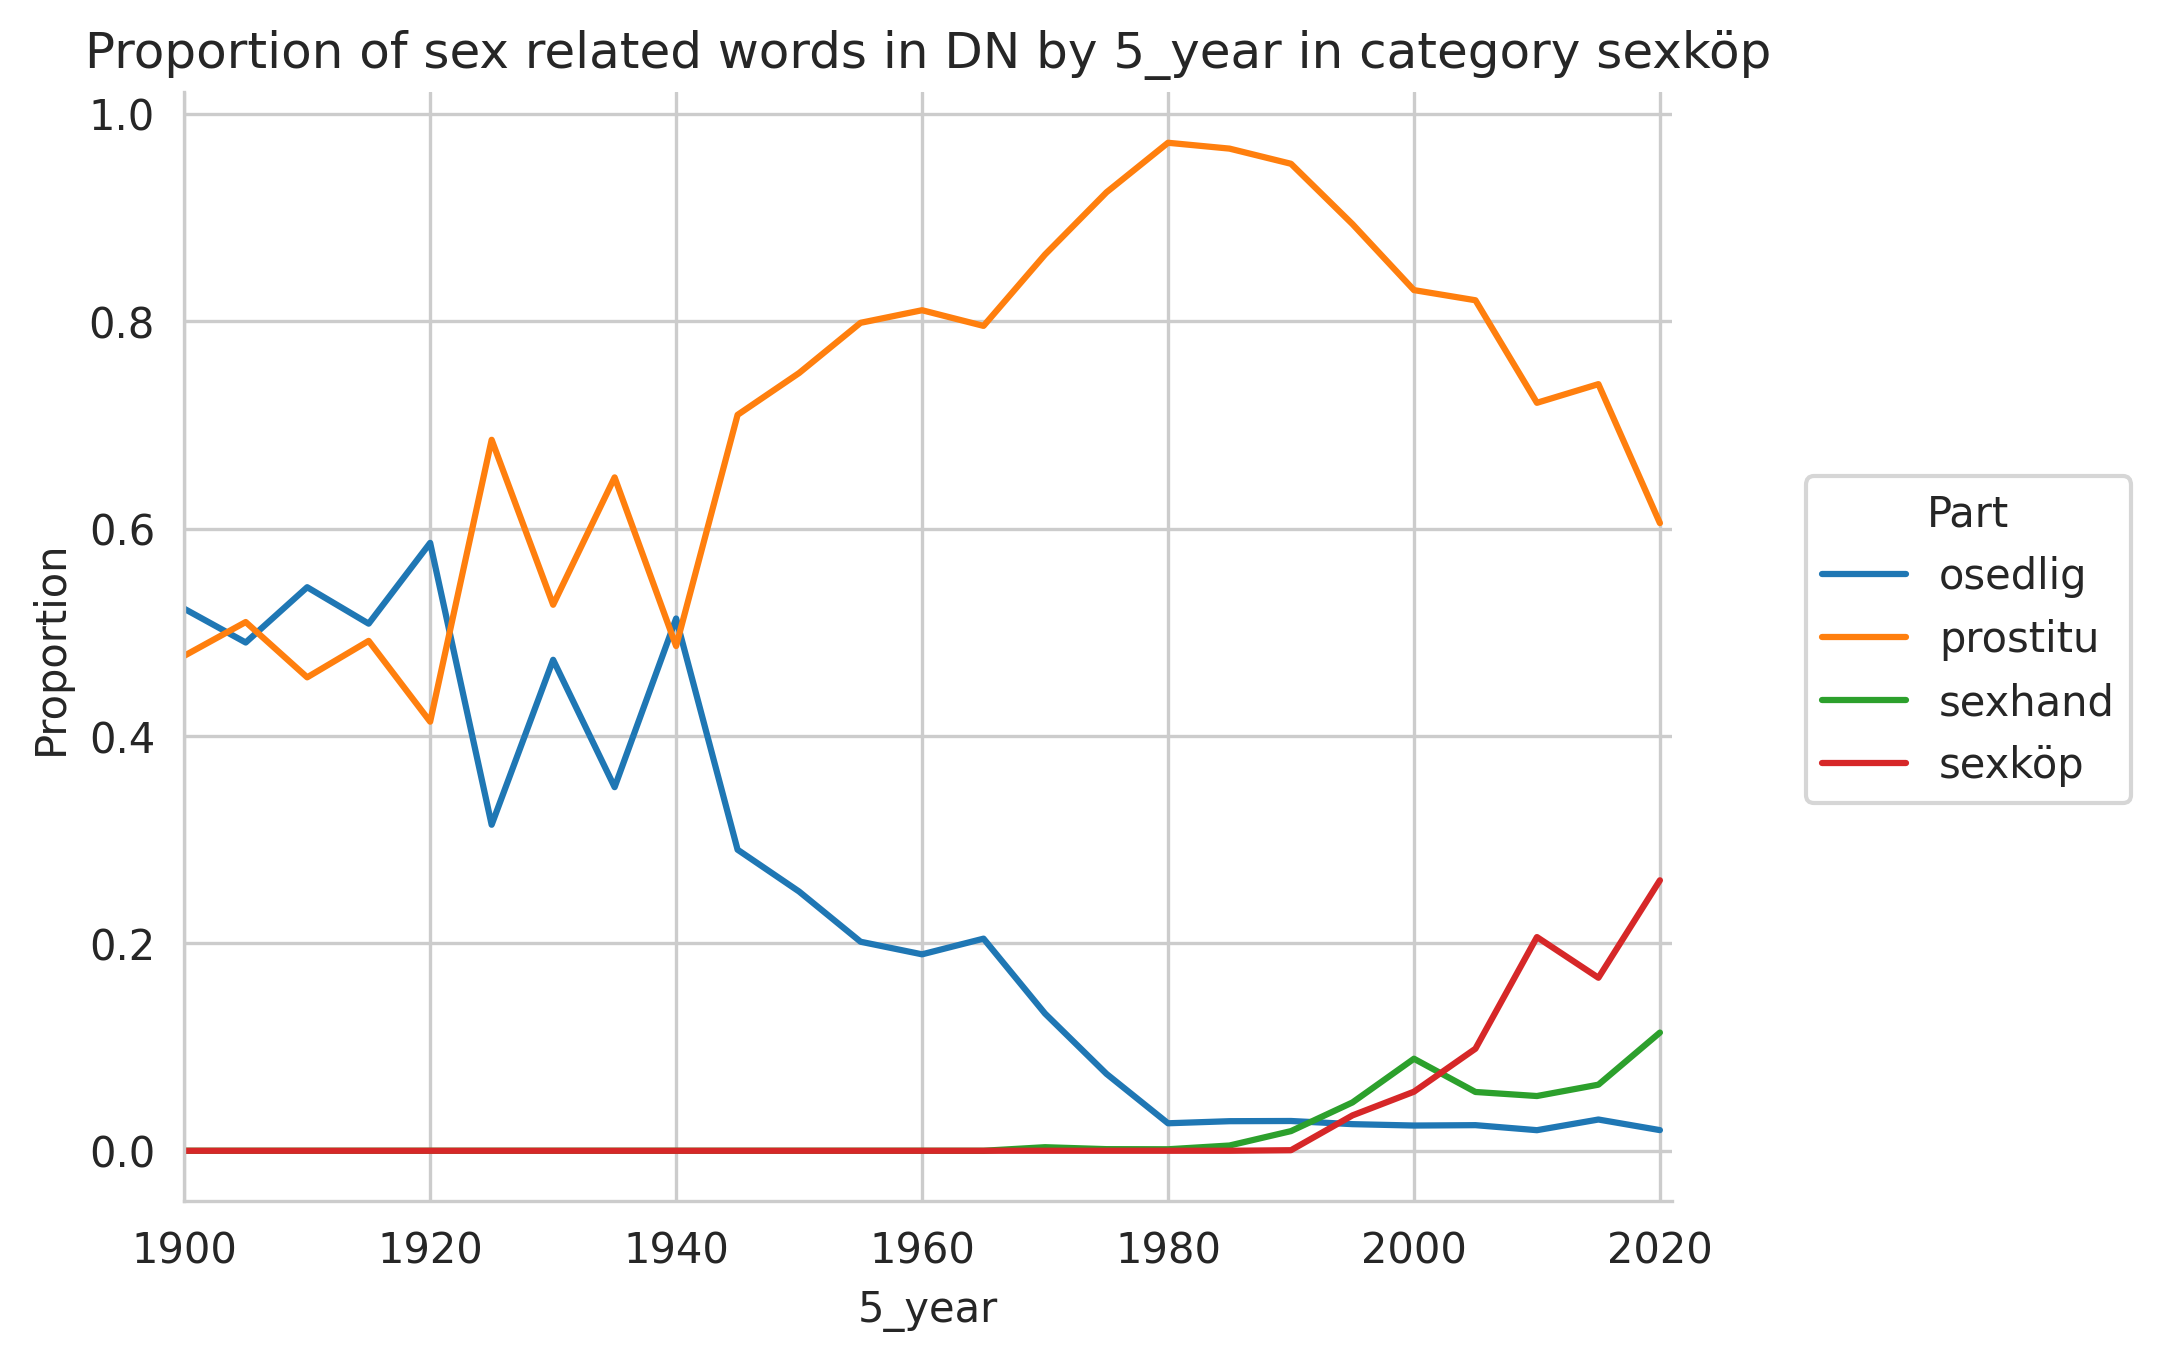 Proportion of sex related words in DN by 5_year in category sexköp
1.0
0.8
0.6
0.4
0.2
0.0
Proportion
1900 1920 1940 1960 1980 2000 2020
5_year
Part
osedlig
prostitu
sexhand
sexköp